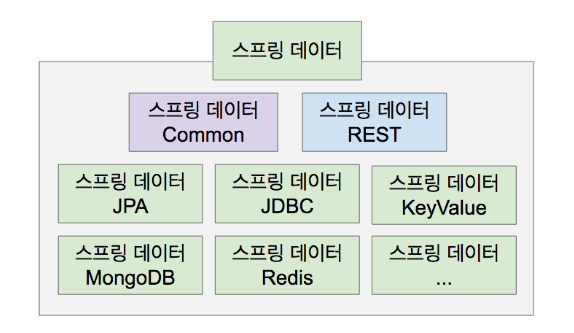 스프링 데이터
스프링 데이터
Common
스프링 데이터
REST
스프링 데이터
JPA
스프링 데이터
JDBC
스프링 데이터
KeyValue
스프링 데이터
MongoDB
스프링 데이터
Redis
스프링 데이터
...